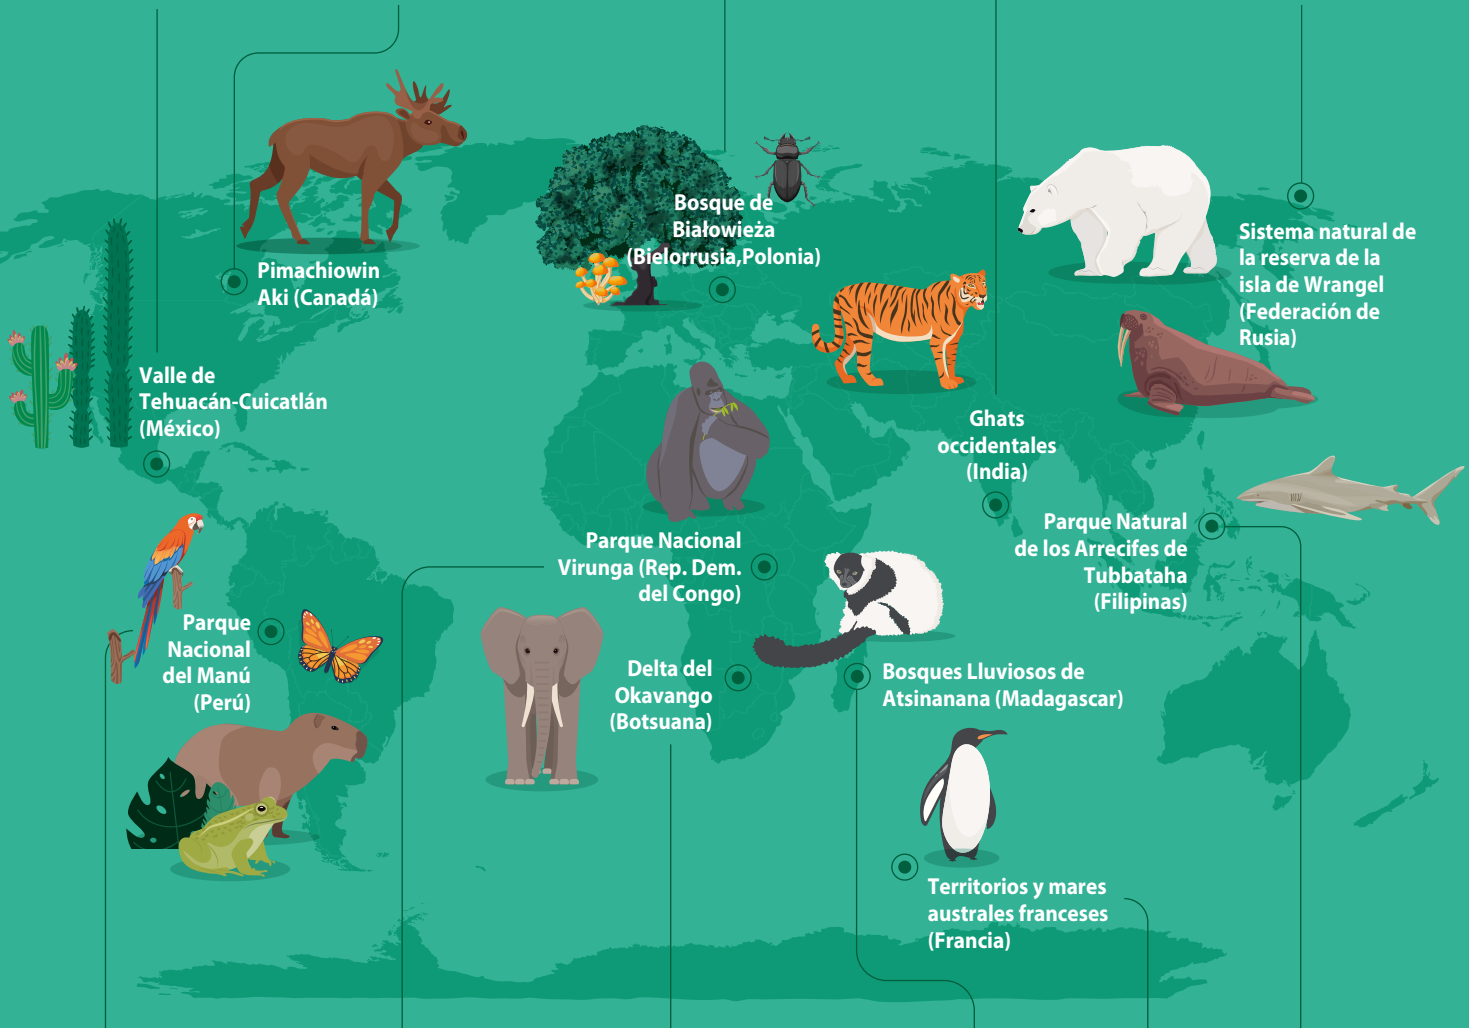 Bosque de
Białowieża
(Bielorrusia,Polonia)
Sistema natural de
la reserva de la
isla de Wrangel
(Federación de
Rusia)
Pimachiowin
Aki (Canadá)
Valle de
Tehuacán-Cuicatlán
(México)
Ghats
occidentales
(India)
Parque Natural
de los Arrecifes de
Tubbataha
(Filipinas)
Parque Nacional
Virunga (Rep. Dem.
del Congo)
Parque
Nacional
del Manú
(Perú)
Delta del
Okavango
(Botsuana)
Bosques Lluviosos de
Atsinanana (Madagascar)
Territorios y mares
australes franceses
(Francia)